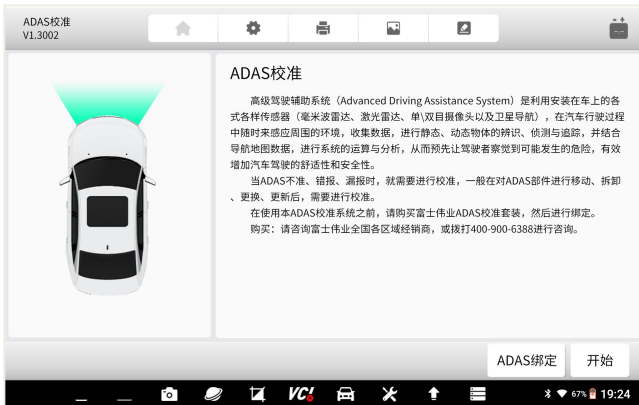 ADAS校准
V1.3002
ADAS校准
高级驾驶辅助系统（Advanced Driving Assistance System）是利用安装在车上的各
式各样传感器（毫米波雷达、激光雷达、单\双目摄像头以及卫星导航），在汽车行驶过程
中随时来感应周围的环境，收集数据，进行静态、动态物体的辨识、侦测与追踪，并结合
导航地图数据，进行系统的运算与分析，从而预先让驾驶者察觉到可能发生的危险，有效
增加汽车驾驶的舒适性和安全性。
当ADAS不准、错报、漏报时，就需要进行校准，一般在对ADAS部件进行移动、拆卸
、更换、更新后，需要进行校准。
在使用本ADAS校准系统之前，请购买富士伟业ADAS校准套装，然后进行绑定。
购买：请咨询富士伟业全国各区域经销商，或拨打400-900-6388进行咨询。
ADAS绑定
开始
VC!
67%
19:24